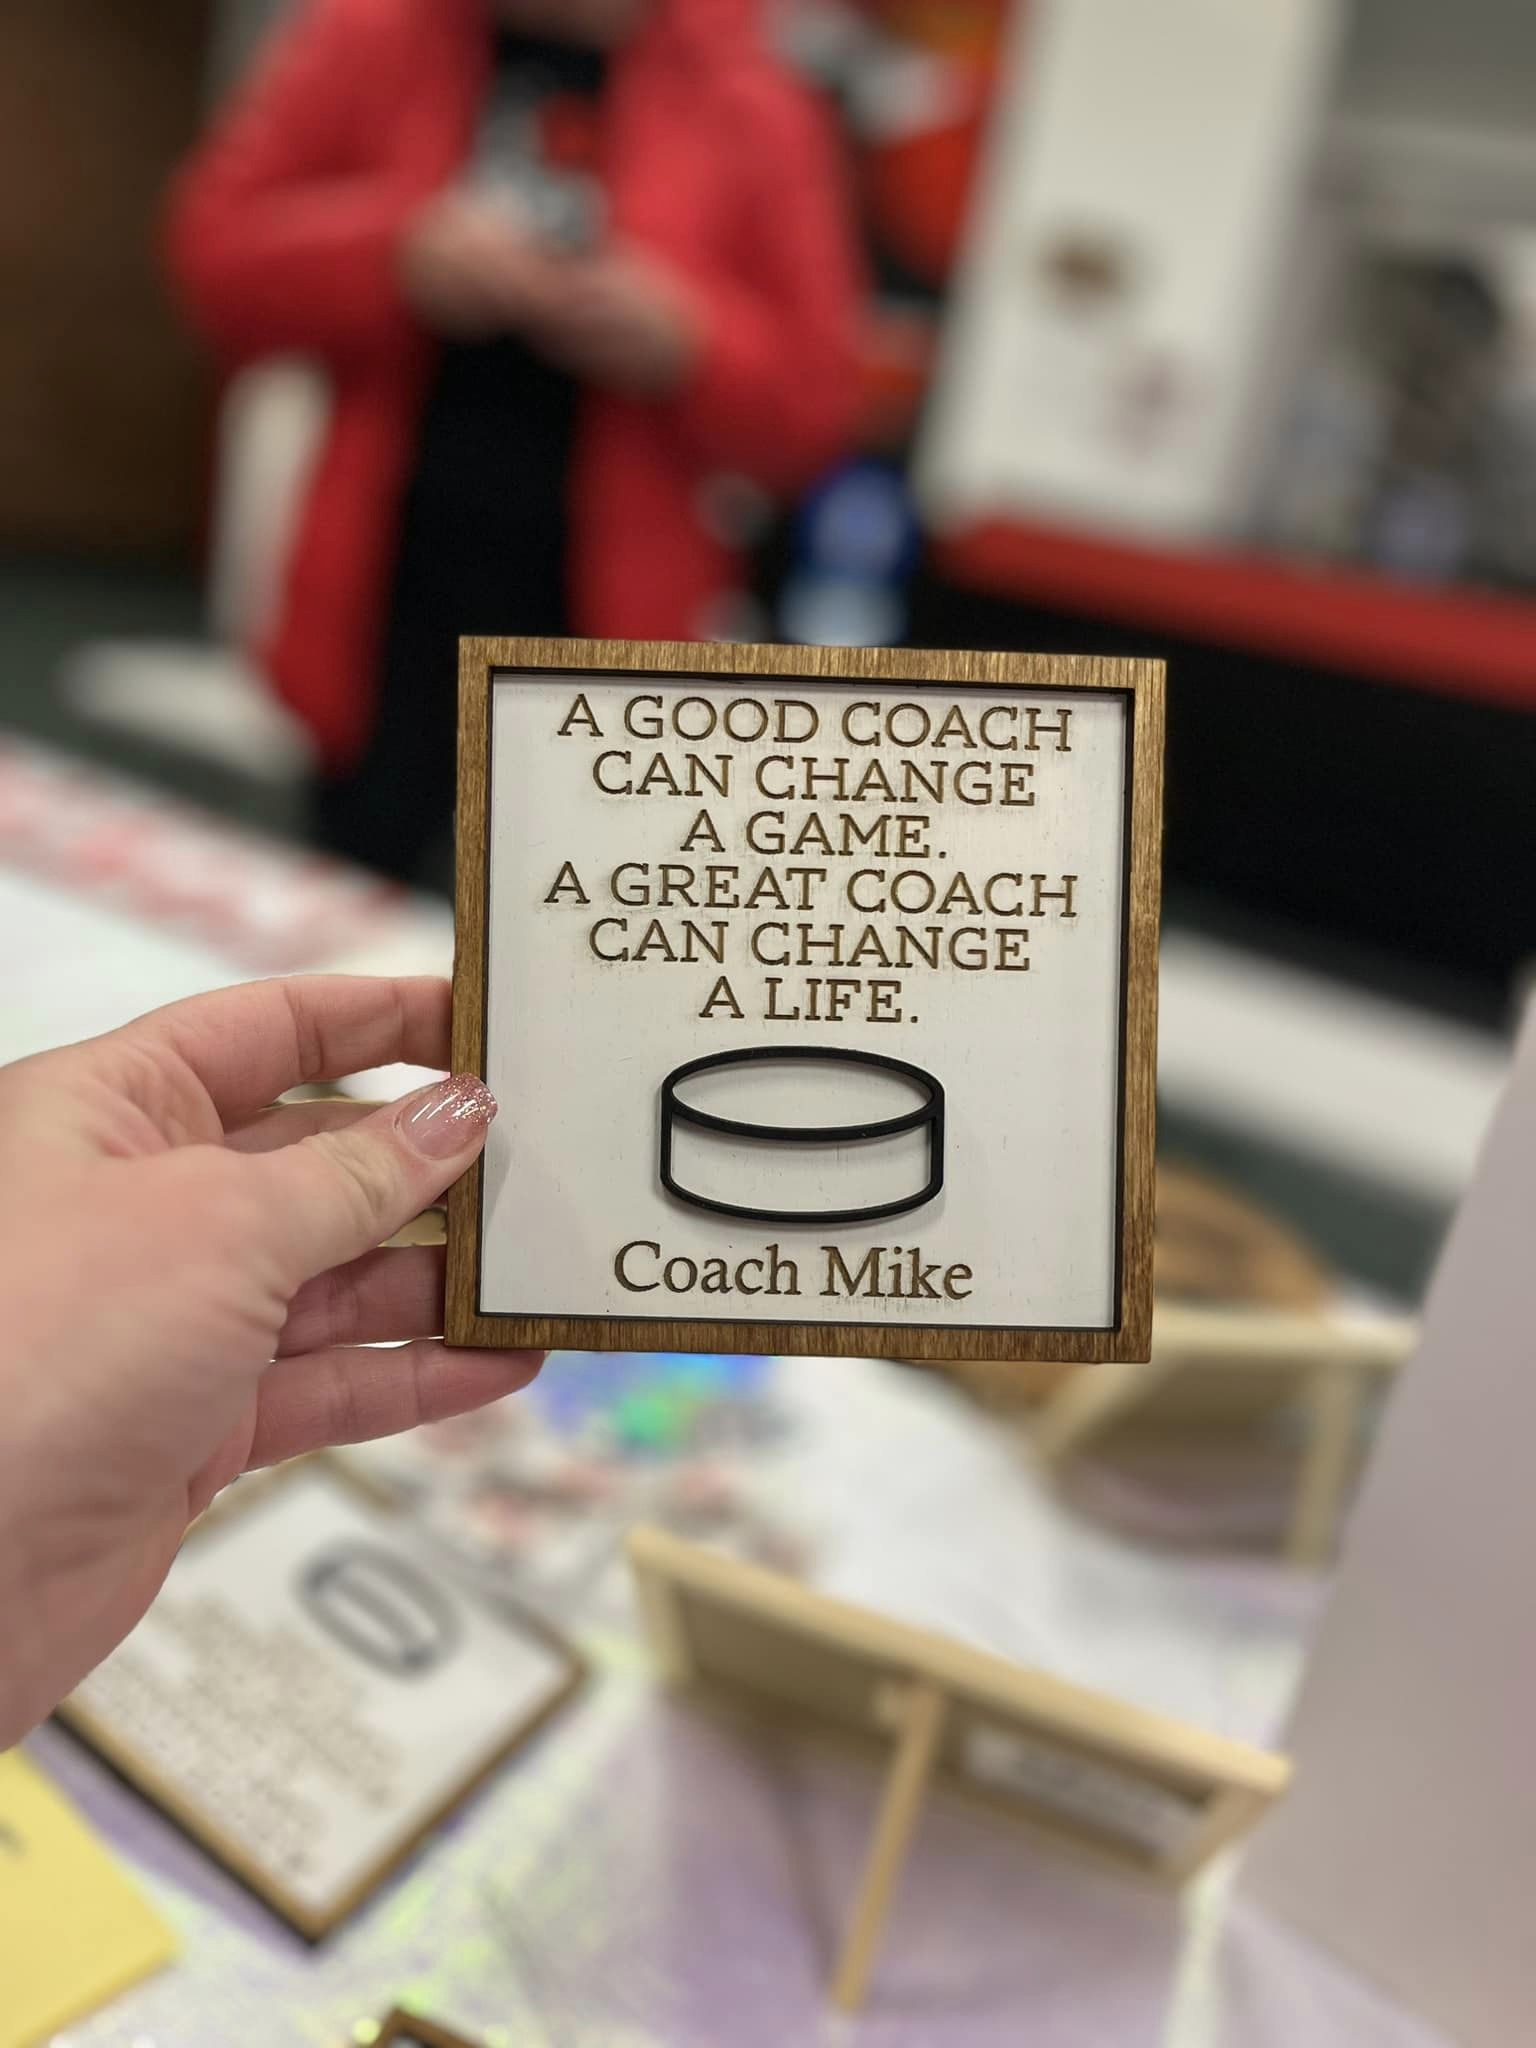 A GOOD COACH
CAN CHANGE
A GAME.
A GREAT COACH
CAN CHANGE
A LIFE.
Coach Mike